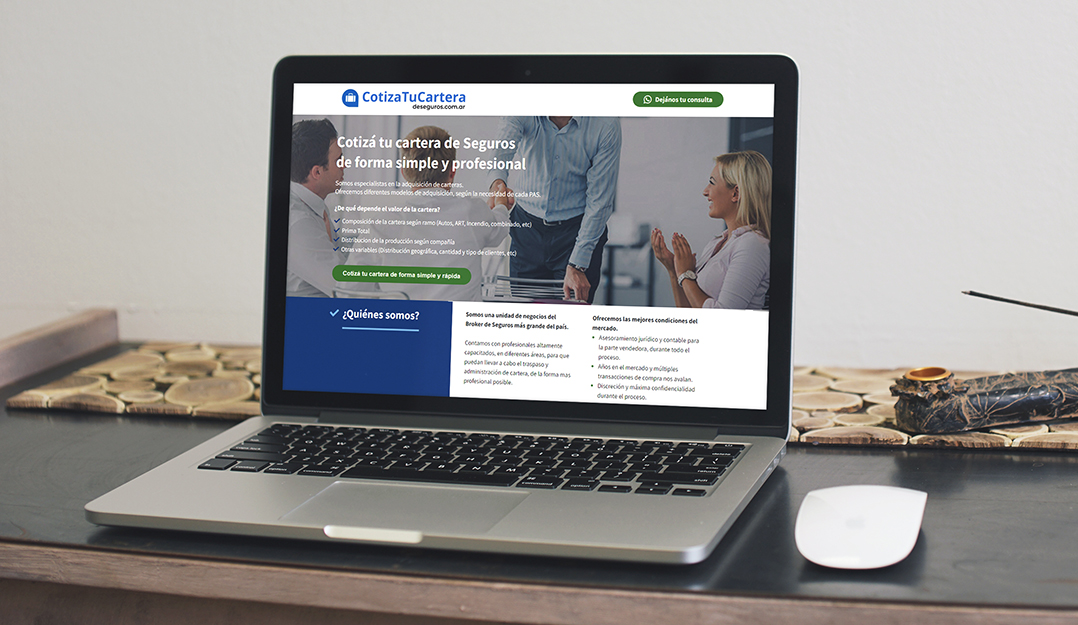 CotizaTuCartera
deseguros.com.ar
Dejános tu consulta
Cotizá tu cartera de Seguros
de forma simple y profesional
Somos especialistas en la adquisición de carteras.
Ofrecemos diferentes modelos de adquisición, según la necesidad de cada PAS.
¿De qué depende el valor de la cartera?
Composición de la cartera según ramo (Autos, ART, Incendio, combinado, etc)
Prima Total
Distribucion de la producción según compañía
Otras variables (Distribución geográfica, cantidad y tipo de clientes, etc)
Cotizá tu cartera de forma simple y rápida
¿Quiénes somos?
Somos una unidad de negocios del
Broker de Seguros más grande del país.
Contamos con profesionales altamente
capacitados, en diferentes áreas, para que
puedan llevar a cabo el traspaso y
administración de cartera, de la forma mas
profesional posible.
Ofrecemos las mejores condiciones del
mercado.
Asesoramiento jurídico y contable para
la parte vendedora, durante todo el
proceso.
Años en el mercado y múltiples
transacciones de compra nos avalan.
Discreción y máxima confidencialidad
durante el proceso.
command
option